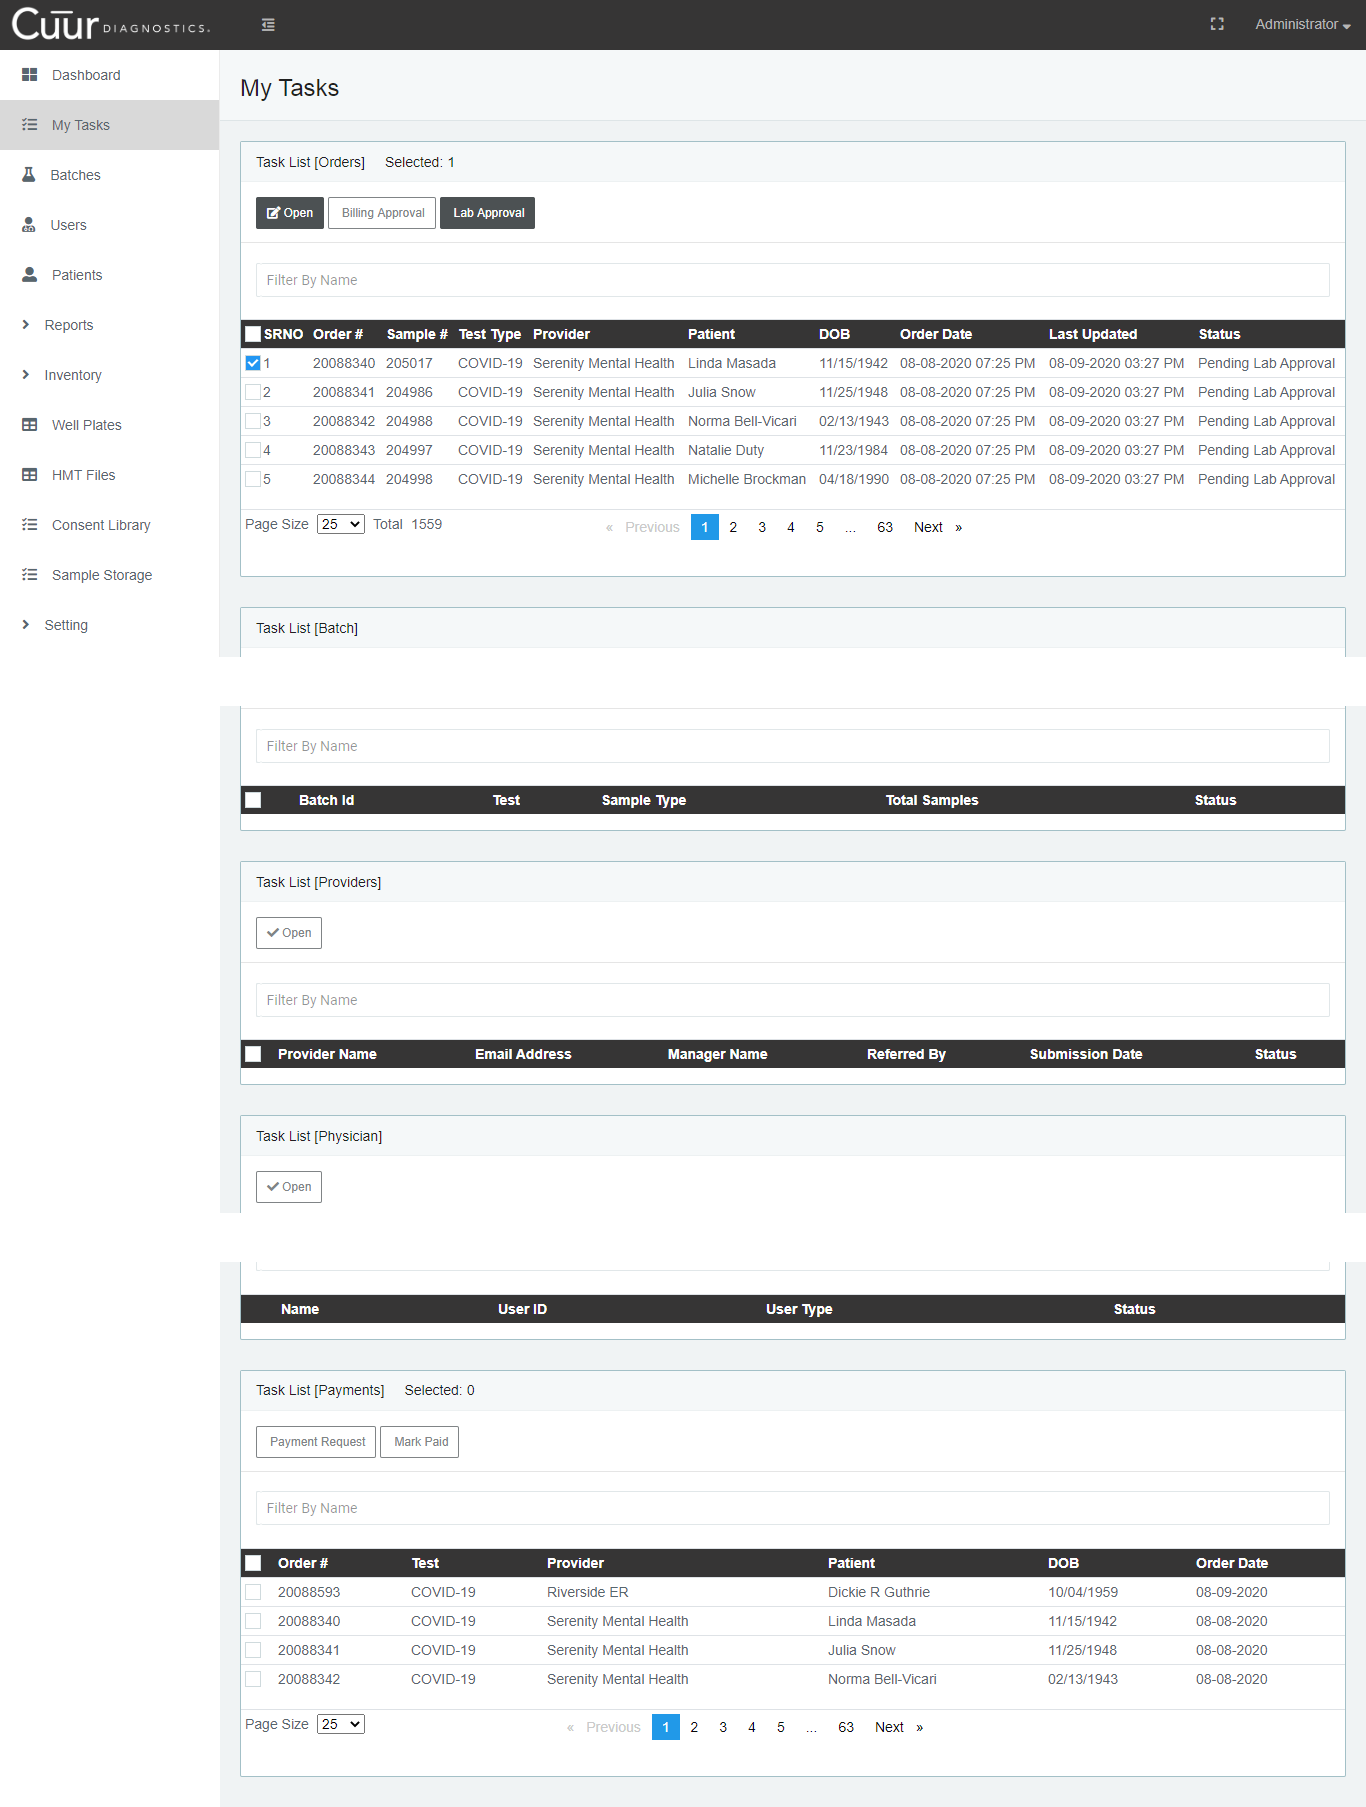 Cuur DIAGNOSTICS. Administrator
Dashboard
My Tasks
Batches
Users
Patients
Reports
Inventory
Well Plates
HMT Files
Consent Library
Sample Storage
Setting
My Tasks
Task List [Orders] Selected: 1
Open Billing Approval Lab Approval
Filter By Name
SRNO Order # Sample # Test Type Provider Patient DOB Order Date Last Updated Status
1 20088340 205017 COVID-19 Serenity Mental Health Linda Masada 11/15/1942 08-08-2020 07:25 PM 08-09-2020 03:27 PM Pending Lab Approval
2 20088341 204986 COVID-19 Serenity Mental Health Julia Snow 11/25/1948 08-08-2020 07:25 PM 08-09-2020 03:27 PM Pending Lab Approval
3 20088342 204988 COVID-19 Serenity Mental Health Norma Bell-Vicari 02/13/1943 08-08-2020 07:25 PM 08-09-2020 03:27 PM Pending Lab Approval
4 20088343 204997 COVID-19 Serenity Mental Health Natalie Duty 11/23/1984 08-08-2020 07:25 PM 08-09-2020 03:27 PM Pending Lab Approval
5 20088344 204998 COVID-19 Serenity Mental Health Michelle Brockman 04/18/1990 08-08-2020 07:25 PM 08-09-2020 03:27 PM Pending Lab Approval
Page Size 25 Total 1559 « Previous 1 2 3 4 5 ... 63 Next »
Task List [Batch]
Filter By Name
Batch Id Test Sample Type Total Samples Status
Task List [Providers]
Open
Filter By Name
Provider Name Email Address Manager Name Referred By Submission Date Status
Task List [Physician]
Open
Name User ID User Type Status
Task List [Payments] Selected: 0
Payment Request Mark Paid
Filter By Name
Order # Test Provider Patient DOB Order Date
20088593 COVID-19 Riverside ER Dickie R Guthrie 10/04/1959 08-09-2020
20088340 COVID-19 Serenity Mental Health Linda Masada 11/15/1942 08-08-2020
20088341 COVID-19 Serenity Mental Health Julia Snow 11/25/1948 08-08-2020
20088342 COVID-19 Serenity Mental Health Norma Bell-Vicari 02/13/1943 08-08-2020
Page Size 25 « Previous 1 2 3 4 5 ... 63 Next »